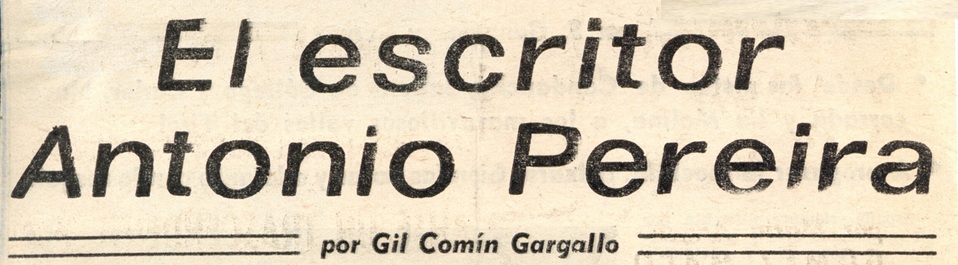 El escritor
Antonio Pereira
por Gil Comín Gargallo